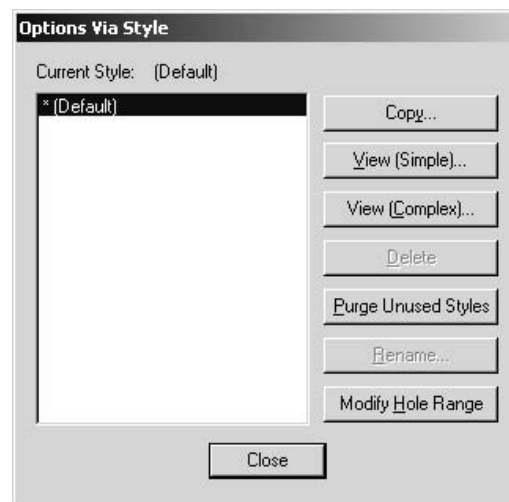 Options Via Style
Current Style: (Default)
* (Default)
Copy...
View (Simple)...
View (Complex)...
Delete
Purge Unused Styles
Rename...
Modify Hole Range
Close